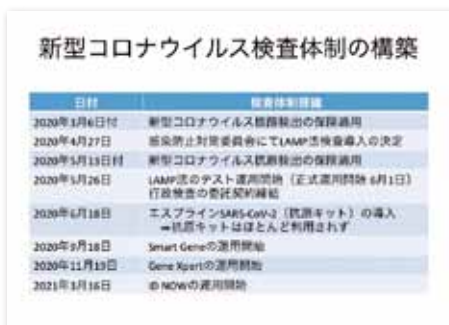 新型コロナウイルス検査体制の構築
日付 検査体制整備
2020年3月6日付 新型コロナウイルス核酸検出の保険適用
2020年4月27日 感染防止対策委員会にてLAMP法検査導入の決定
2020年5月13日付 新型コロナウイルス抗原検出の保険適用
2020年5月26日 LAMP法のテスト運用開始（正式運用開始 6月1日）
行政検査の委託契約締結
2020年6月18日 エスプラインSARS-CoV-2（抗原キット）の導入
➡抗原キットはほとんど利用されず
2020年9月18日 Smart Geneの運用開始
2020年11月19日 Gene Xpertの運用開始
2021年3月16日 ID NOWの運用開始